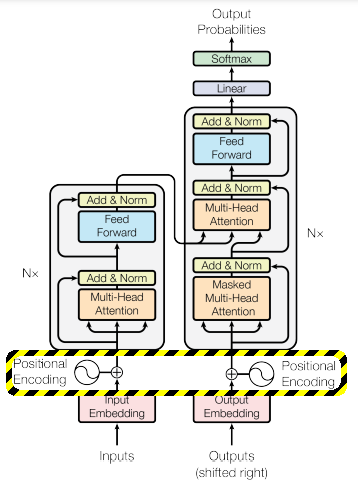 Output
Probabilities
Softmax
Linear
Add & Norm
Feed
Forward
Add & Norm
Multi-Head
Attention
Add & Norm
Masked
Multi-Head
Attention
Nx
Add & Norm
Feed
Forward
Add & Norm
Multi-Head
Attention
Nx
Positional
Encoding
Positional
Encoding
Input
Embedding
Output
Embedding
Inputs
Outputs
(shifted right)